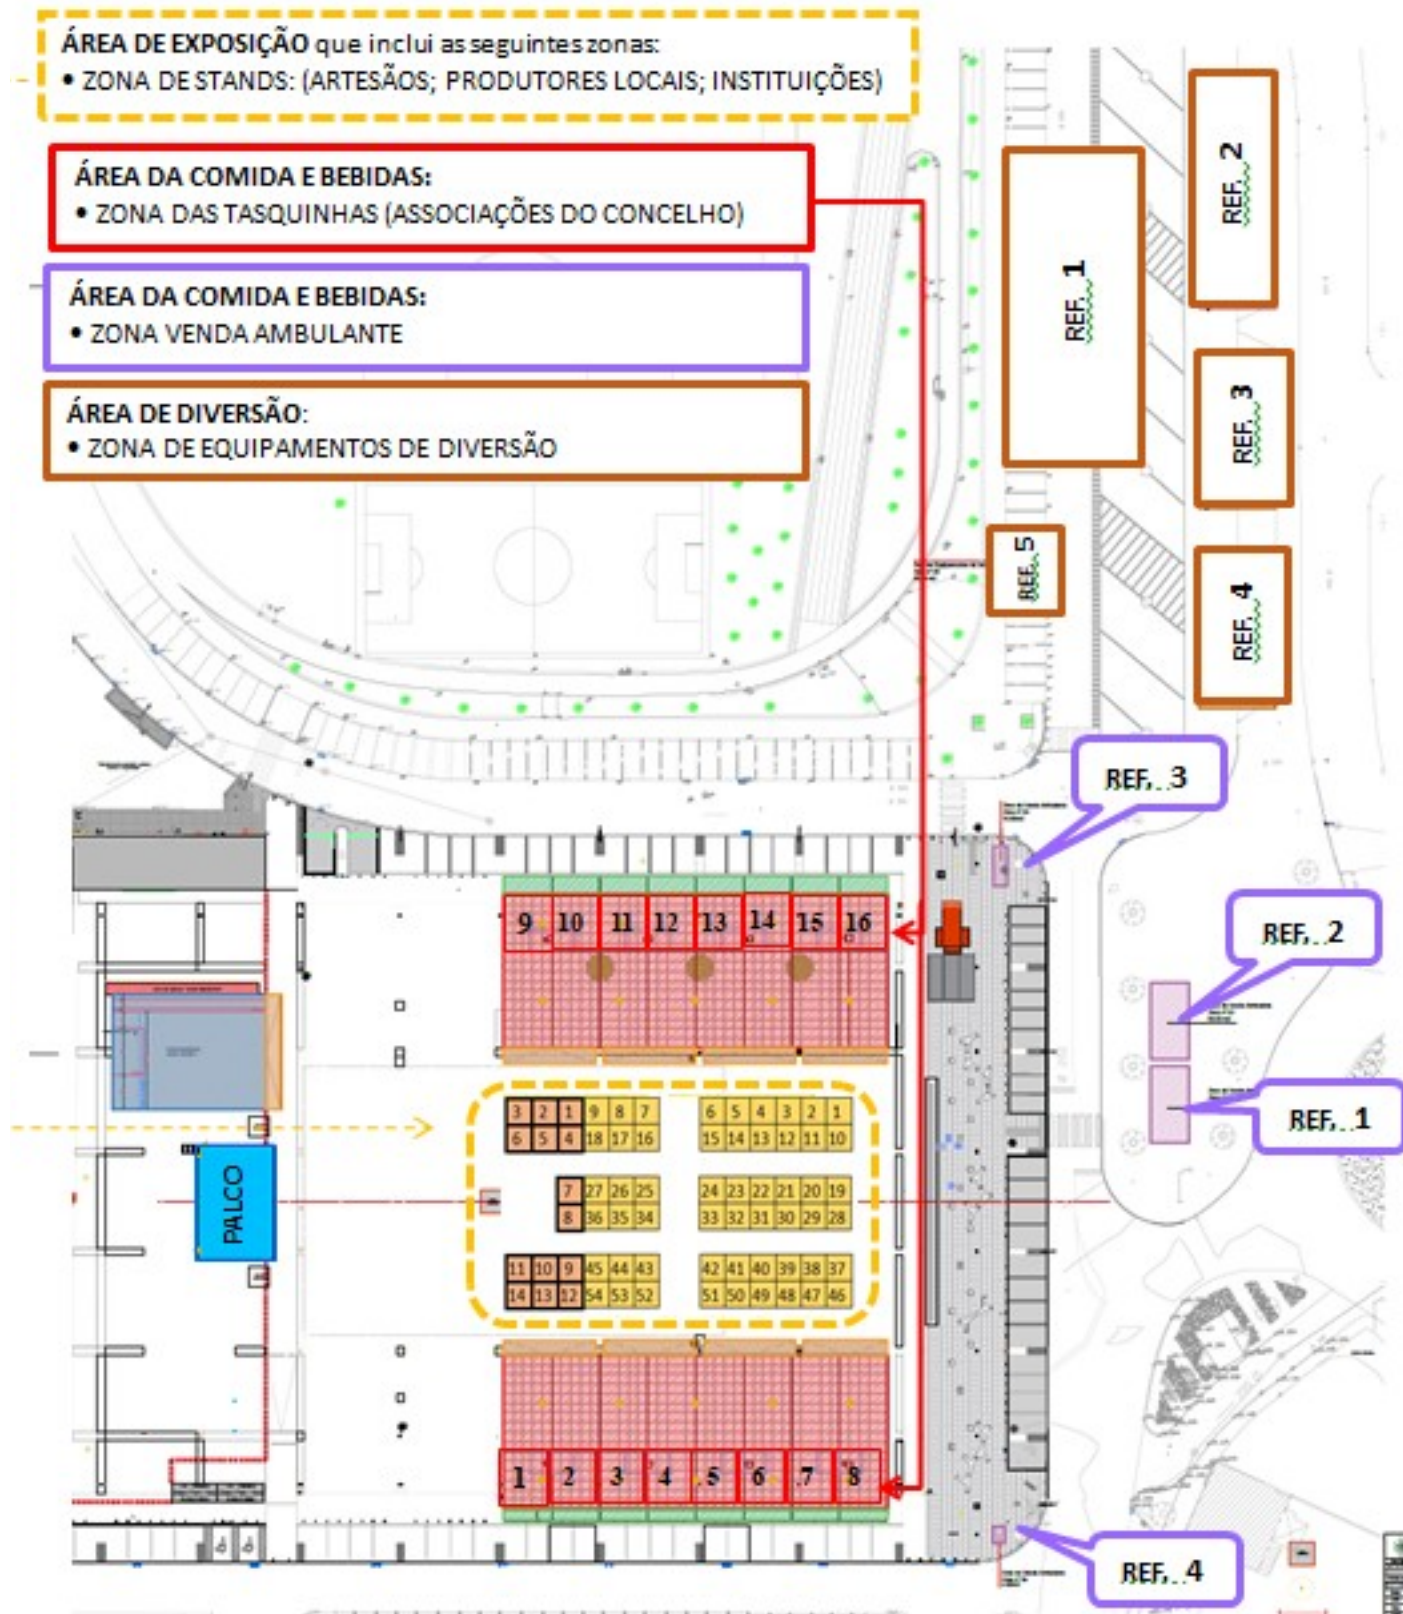 ÁREA DE EXPOSIÇÃO que inclui as seguintes zonas:
• ZONA DE STANDS: (ARTESÃOS; PRODUTORES LOCAIS; INSTITUIÇÕES)
ÁREA DA COMIDA E BEBIDAS:
• ZONA DAS TASQUINHAS (ASSOCIAÇÕES DO CONCELHO)
ÁREA DA COMIDA E BEBIDAS:
• ZONA VENDA AMBULANTE
ÁREA DE DIVERSÃO:
• ZONA DE EQUIPAMENTOS DE DIVERSÃO
REF. 1
REF. 2
REF. 3
REF. 4
REF. 5
REF. 3
REF. 2
REF. 1
REF. 4
9 10 11 12 13 14 15 16
3 2 1 9 8 7 6 5 4 3 2 1
6 5 4 18 17 16 15 14 13 12 11 10
7 27 26 25 24 23 22 21 20 19
8 36 35 34 33 32 31 30 29 28
11 10 9 45 44 43 42 41 40 39 38 37
14 13 12 54 53 52 51 50 49 48 47 46
PALCO
1 2 3 4 5 6 7 8